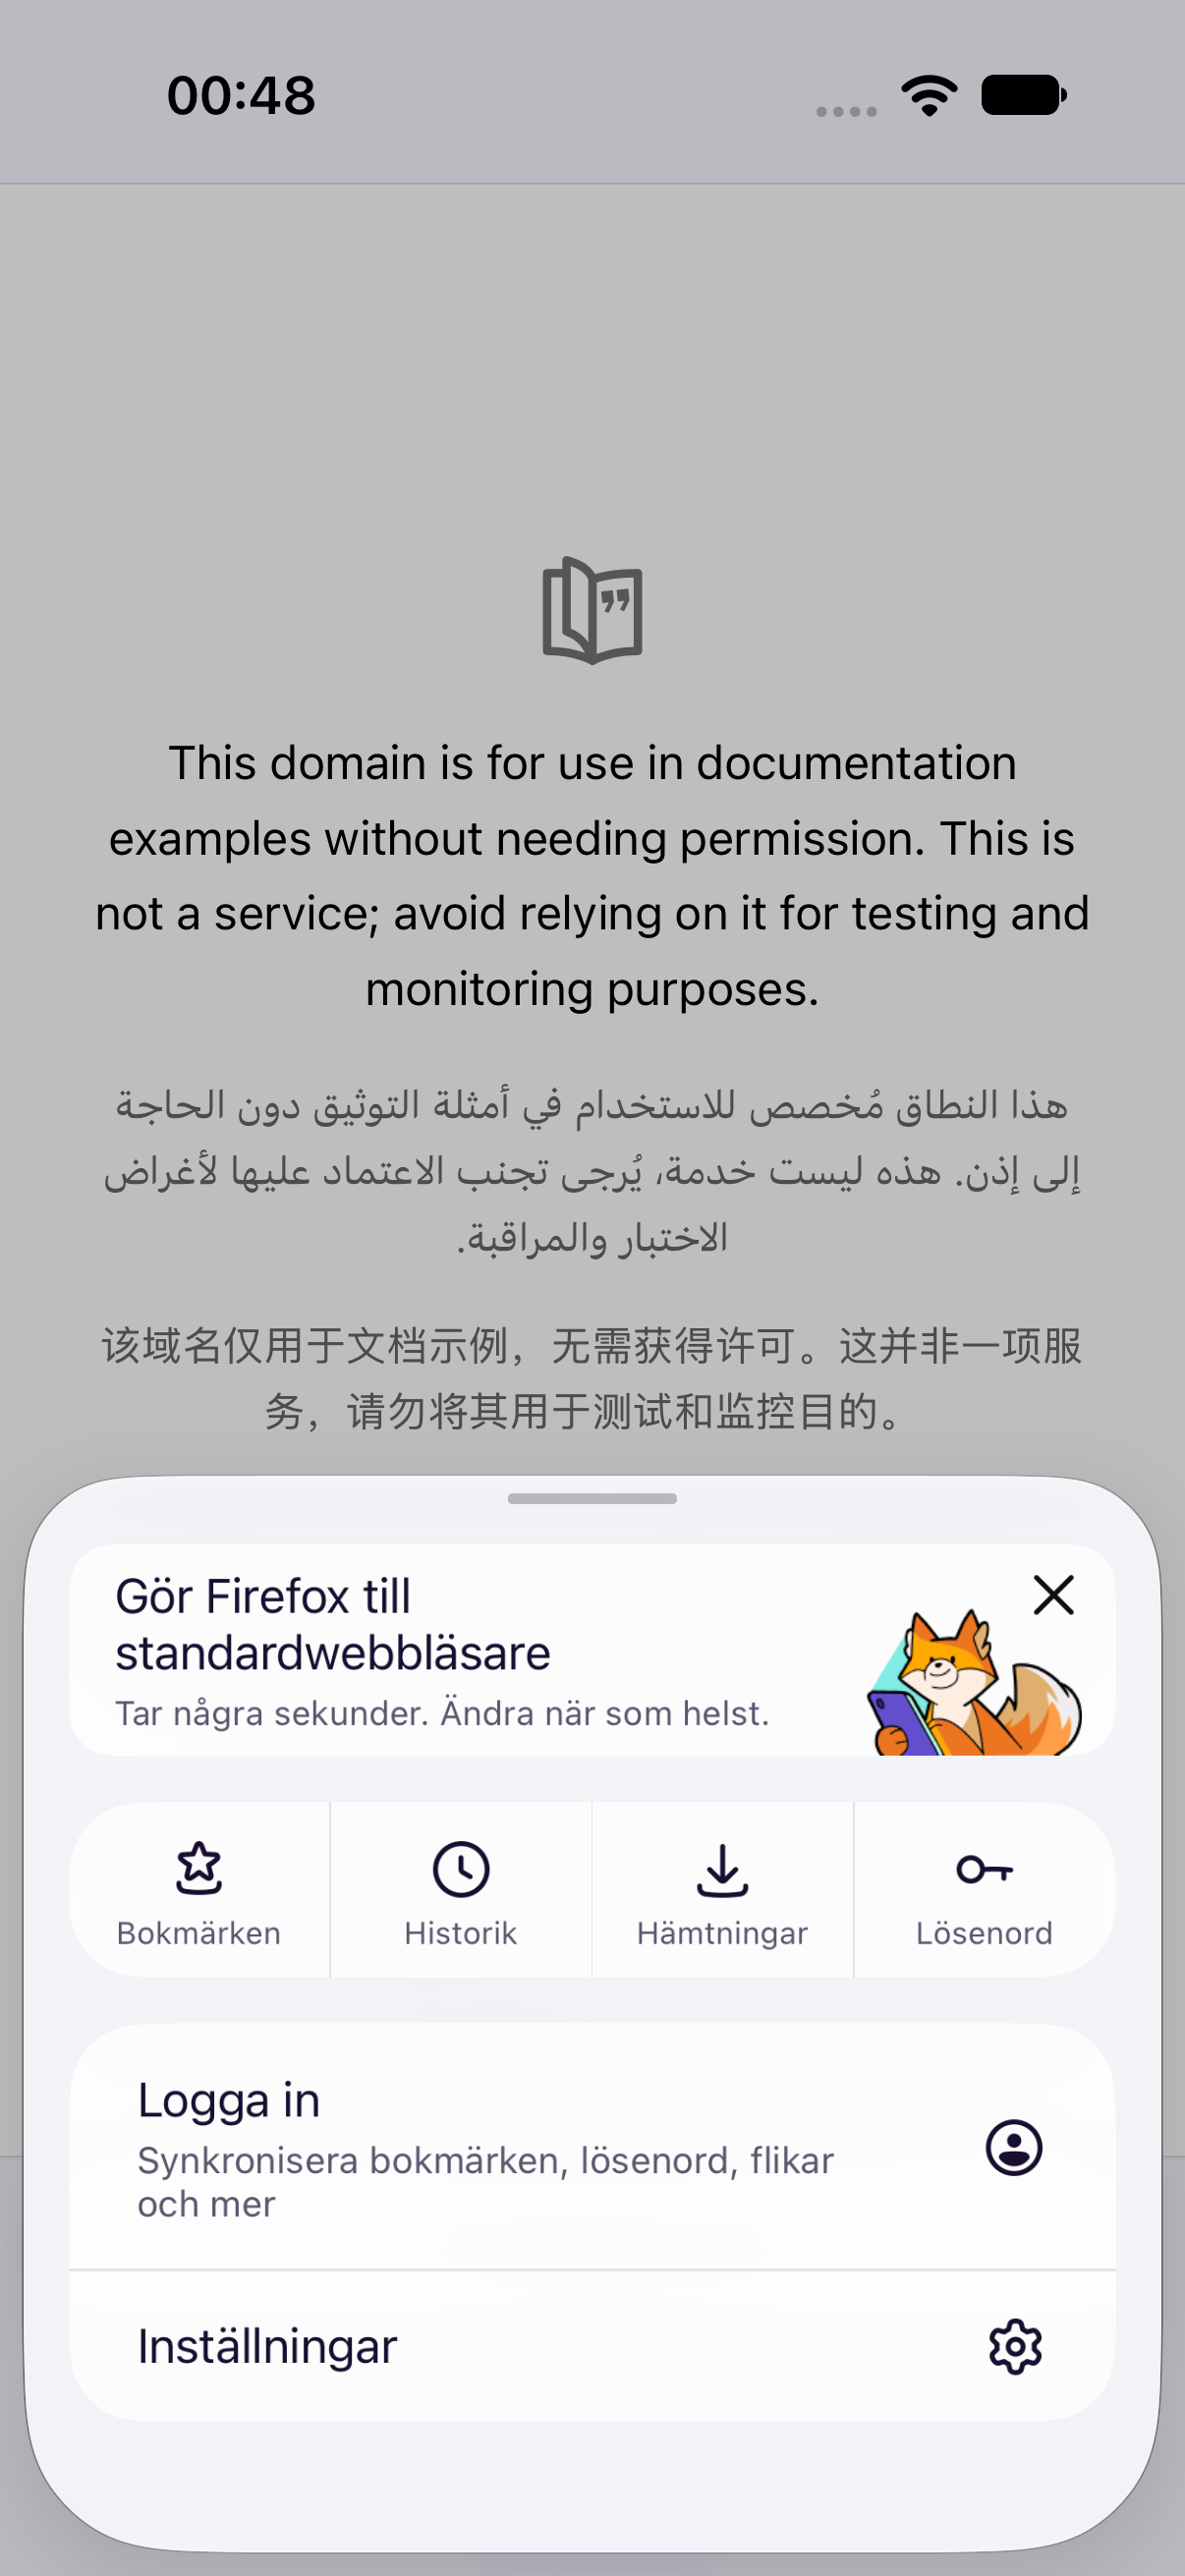 00:48
This domain is for use in documentation
examples without needing permission. This is
not a service; avoid relying on it for testing and
monitoring purposes.
هذا النطاق مُخصص للاستخدام في أمثلة التوثيق دون الحاجة
إلى إذن. هذه ليست خدمة، يُرجى تجنب الاعتماد عليها لأغراض
الاختبار والمراقبة.
该域名仅用于文档示例，无需获得许可。这并非一项服
务，请勿将其用于测试和监控目的。
Gör Firefox till
standardwebbläsare
Tar några sekunder. Ändra när som helst.
Bokmärken
Historik
Hämtningar
Lösenord
Logga in
Synkronisera bokmärken, lösenord, flikar
och mer
Inställningar